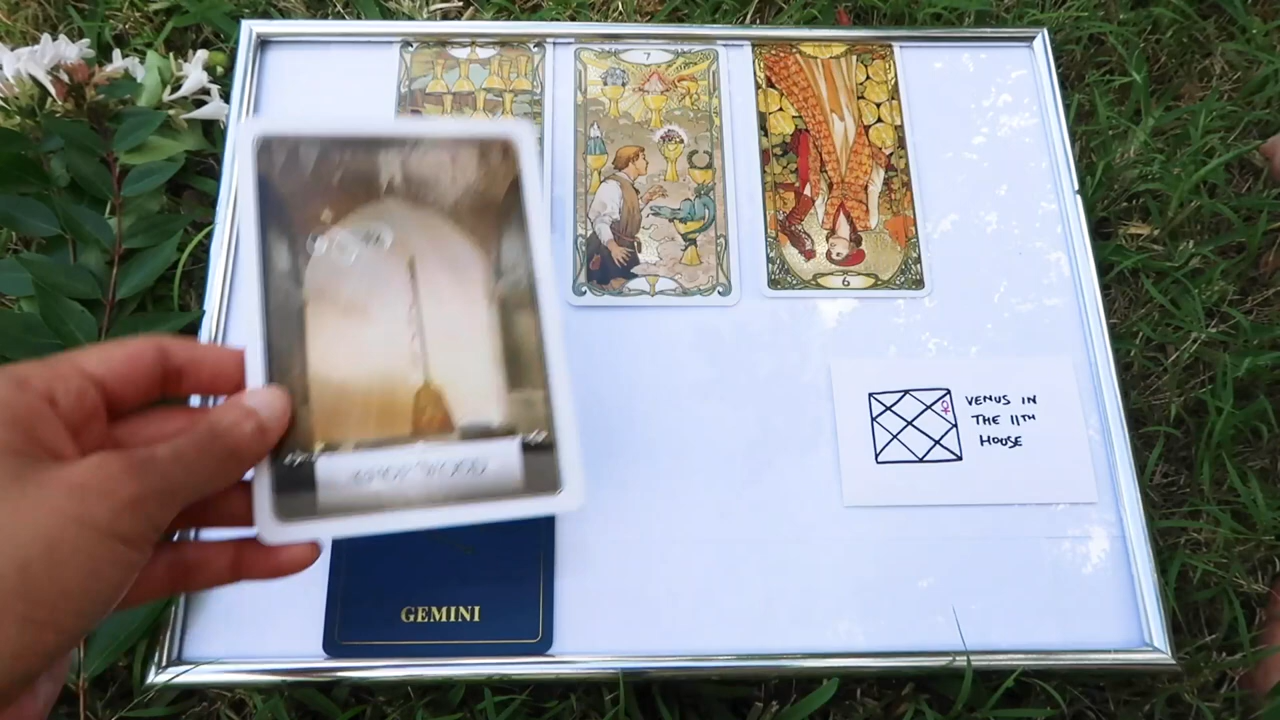 7
6
VENUS IN
THE 11TH
HOUSE
GEMINI